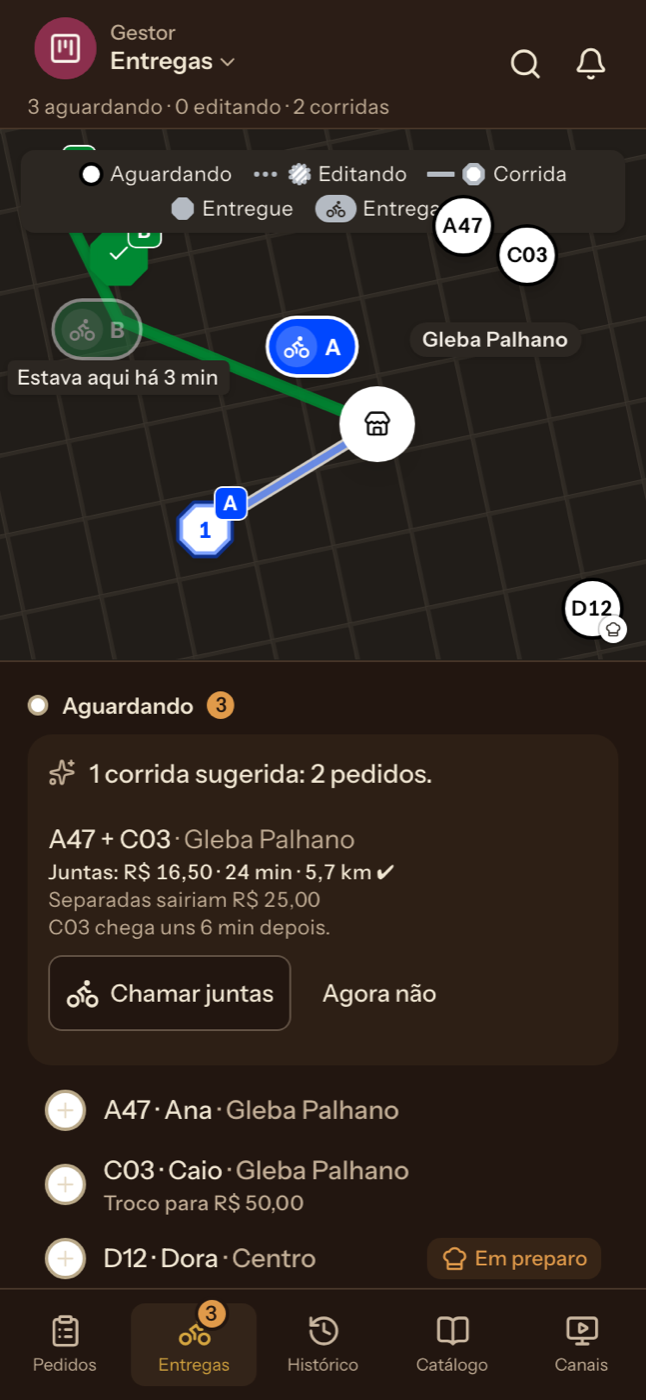 Gestor
Entregas
3 aguardando · 0 editando · 2 corridas
Aguardando
Editando
Corrida
Entregue
A47
C03
B
Gleba Palhano
A
Estava aqui há 3 min
A
1
D12
Aguardando 3
1 corrida sugerida: 2 pedidos.
A47 + C03 · Gleba Palhano
Juntas: R$ 16,50 · 24 min · 5,7 km ✔
Separadas sairiam R$ 25,00
C03 chega uns 6 min depois.
Chamar juntas
Agora não
A47 · Ana · Gleba Palhano
C03 · Caio · Gleba Palhano
Troco para R$ 50,00
D12 · Dora · Centro
Em preparo
3
Pedidos
Entregas
Histórico
Catálogo
Canais